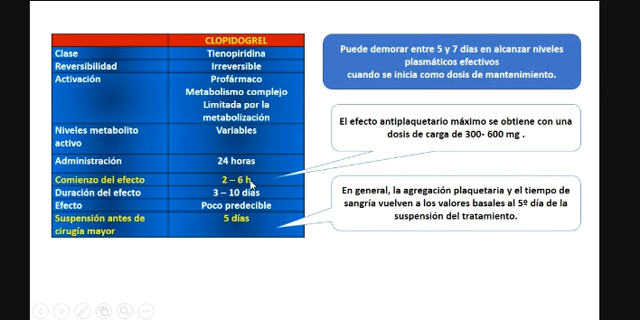 CLOPIDOGREL
Clase Tienopiridina
Reversibilidad Irreversible
Activación Profármaco
Metabolismo complejo
Limitada por la
metabolización
Niveles metabolito Variables
activo
Administración 24 horas
Comienzo del efecto 2 – 6 h
Duración del efecto 3 – 10 días
Efecto Poco predecible
Suspensión antes de 5 días
cirugía mayor
Puede demorar entre 5 y 7 días en alcanzar niveles
plasmáticos efectivos
cuando se inicia como dosis de mantenimiento.
El efecto antiplaquetario máximo se obtiene con una
dosis de carga de 300- 600 mg .
En general, la agregación plaquetaria y el tiempo de
sangría vuelven a los valores basales al 5º día de la
suspensión del tratamiento.